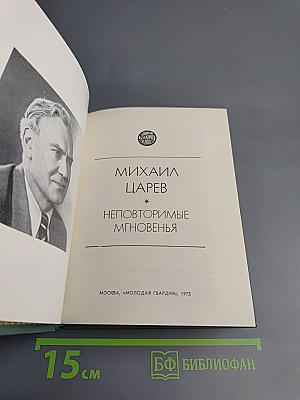 МИХАИЛ
ЦАРЕВ
НЕПОВТОРИМЫЕ
МГНОВЕНЬЯ
МОСКВА, «МОЛОДАЯ ГВАРДИЯ», 1975
15 см
БФ БИБЛИОФАН